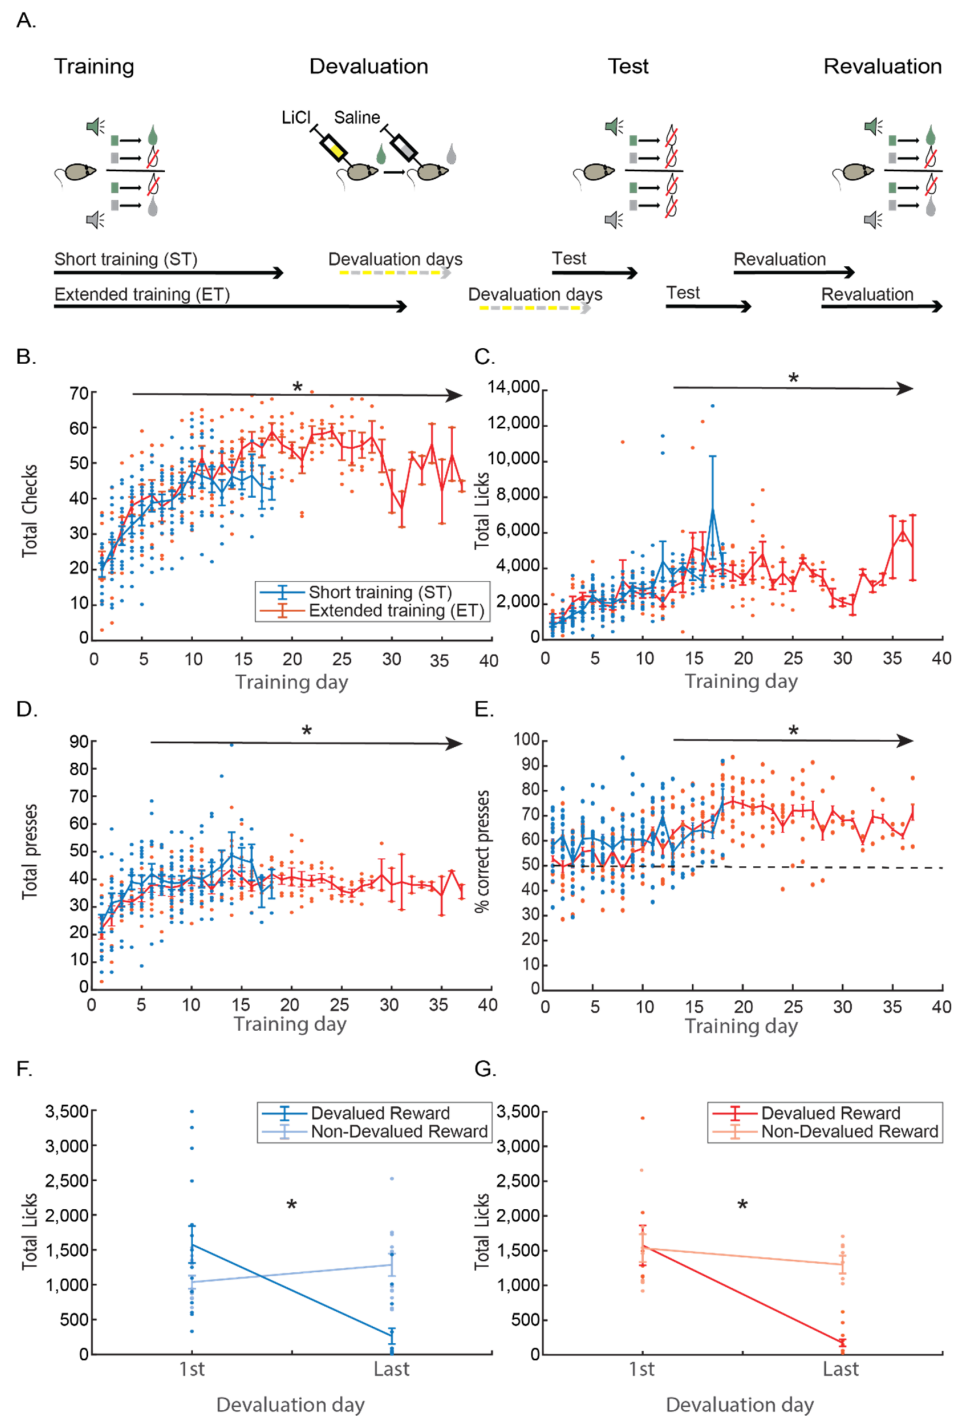 A.
Training Devaluation Test Revaluation
LiCl Saline
Short training (ST) Devaluation days Test Revaluation
Extended training (ET) Devaluation days Test Revaluation
B.
70
60
50
40
30
20
10
0
Total Checks
*
Short training (ST)
Extended training (ET)
0 5 10 15 20 25 30 35 40
Training day
C.
14,000
12,000
10,000
8,000
6,000
4,000
2,000
0
Total Licks
*
0 5 10 15 20 25 30 35 40
Training day
D.
90
80
70
60
50
40
30
20
10
0
Total presses
*
0 5 10 15 20 25 30 35 40
Training day
E.
100
90
80
70
60
50
40
30
20
10
0
% correct presses
*
0 5 10 15 20 25 30 35 40
Training day
F.
3,500
3,000
2,500
2,000
1,500
1,000
500
0
Total Licks
Devalued Reward
Non-Devalued Reward
*
1st Last
Devaluation day
G.
3,500
3,000
2,500
2,000
1,500
1,000
500
0
Total Licks
Devalued Reward
Non-Devalued Reward
*
1st Last
Devaluation day